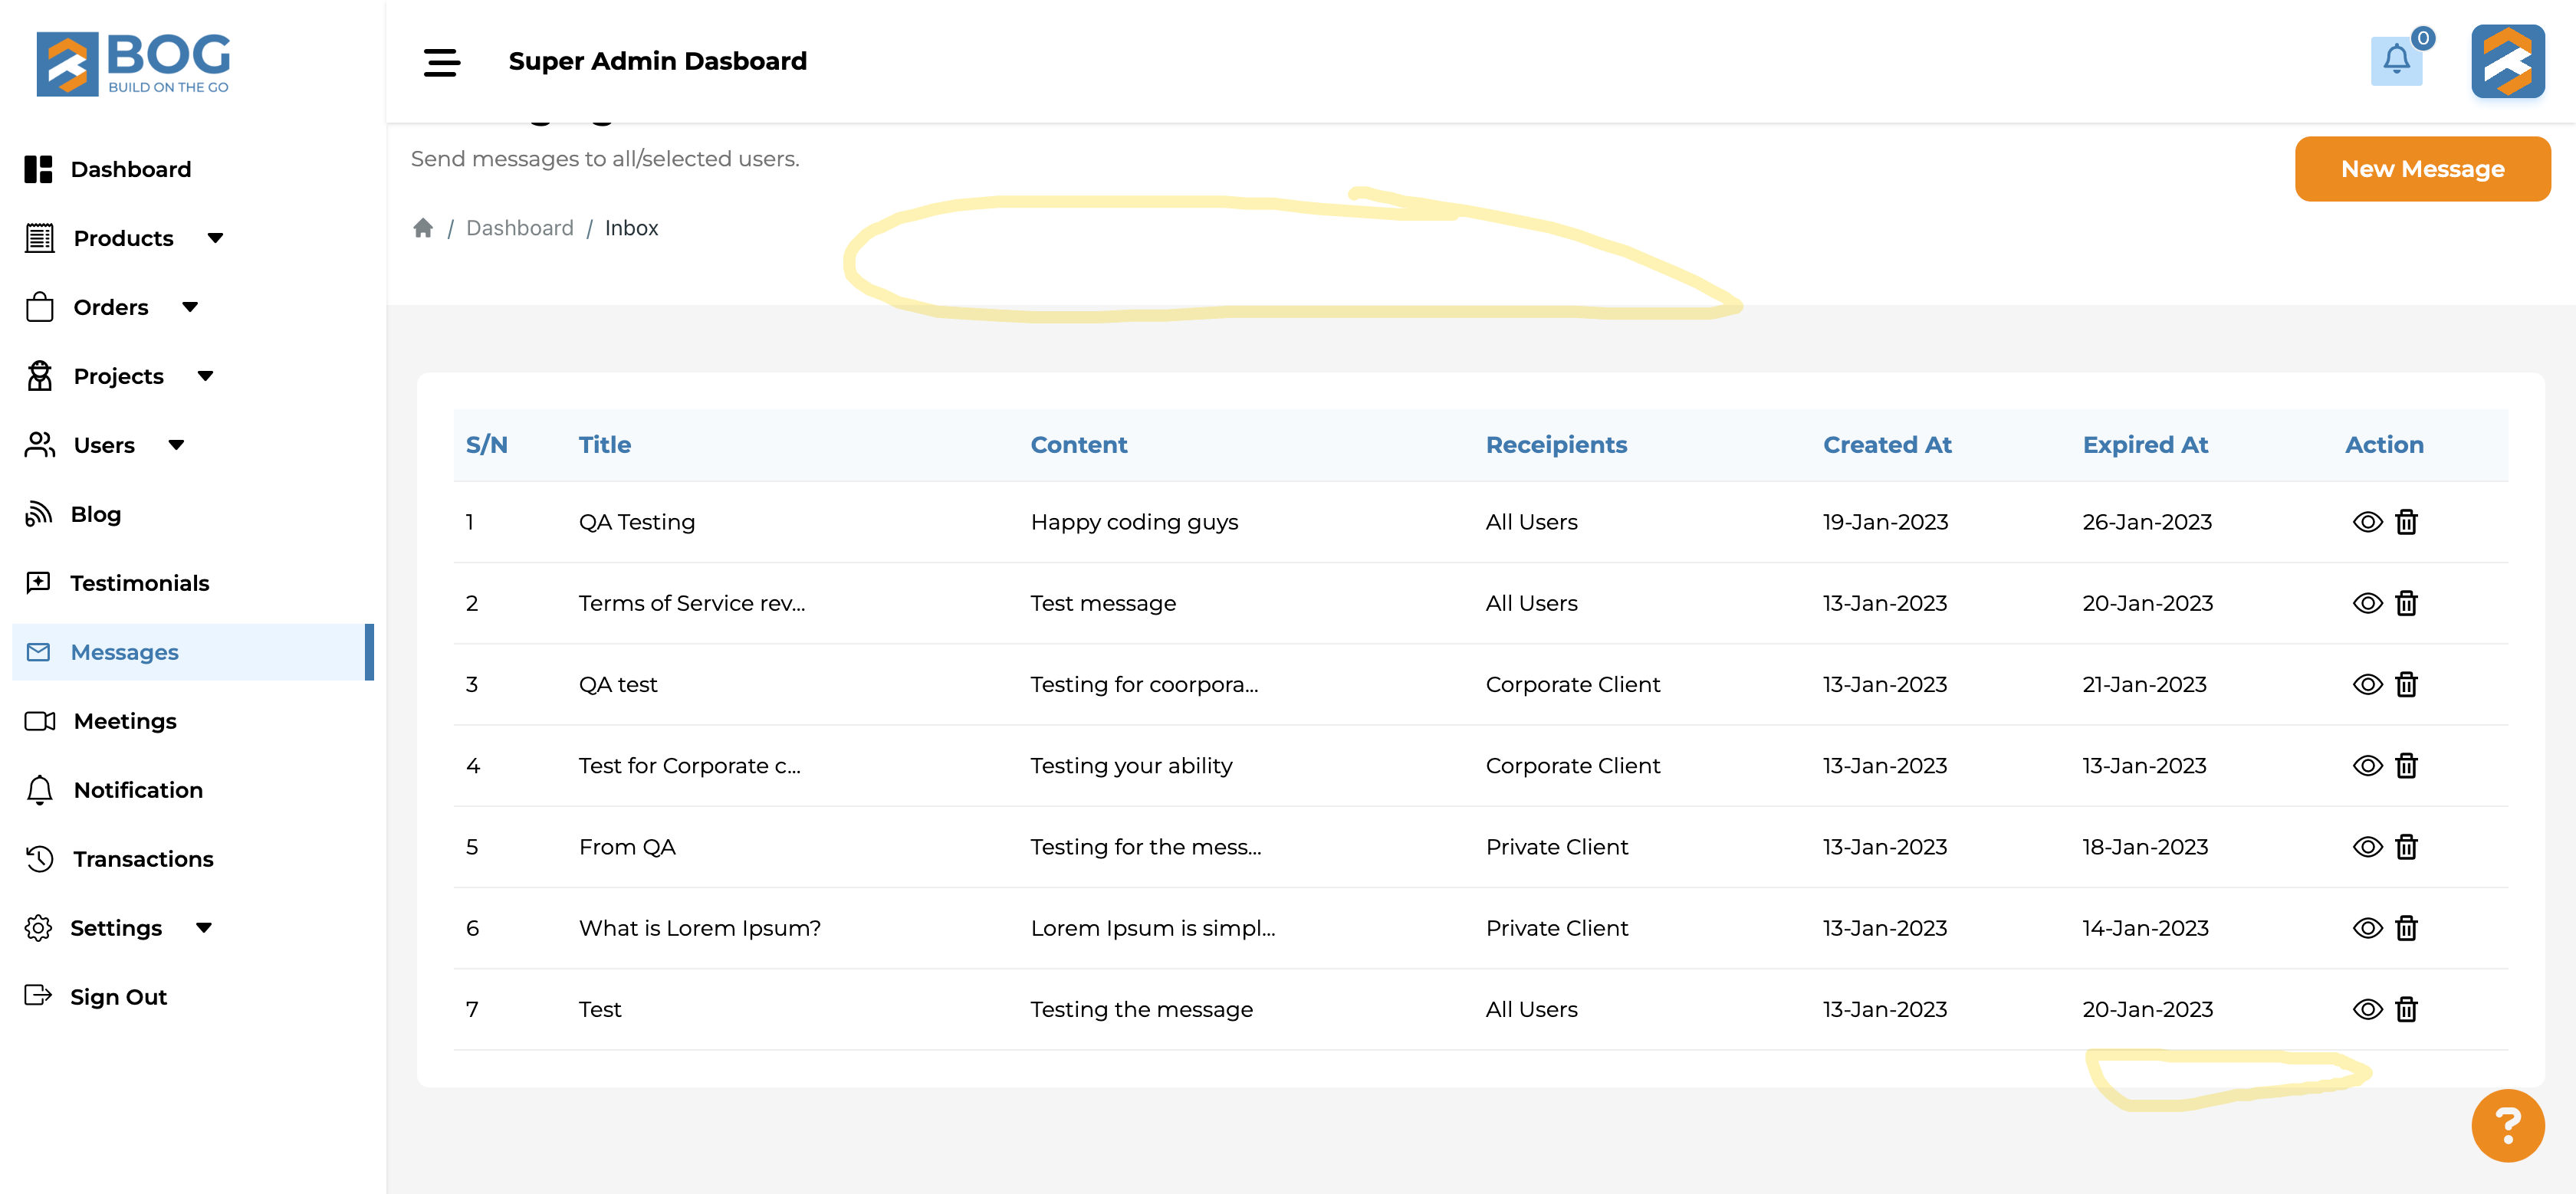 BOG
BUILD ON THE GO
Super Admin Dasboard
0
Dashboard
Products
Orders
Projects
Users
Blog
Testimonials
Messages
Meetings
Notification
Transactions
Settings
Sign Out
Send messages to all/selected users.
New Message
/ Dashboard / Inbox
S/N Title Content Receipients Created At Expired At Action
1 QA Testing Happy coding guys All Users 19-Jan-2023 26-Jan-2023
2 Terms of Service rev... Test message All Users 13-Jan-2023 20-Jan-2023
3 QA test Testing for coorpora... Corporate Client 13-Jan-2023 21-Jan-2023
4 Test for Corporate c... Testing your ability Corporate Client 13-Jan-2023 13-Jan-2023
5 From QA Testing for the mess... Private Client 13-Jan-2023 18-Jan-2023
6 What is Lorem Ipsum? Lorem Ipsum is simpl... Private Client 13-Jan-2023 14-Jan-2023
7 Test Testing the message All Users 13-Jan-2023 20-Jan-2023
?